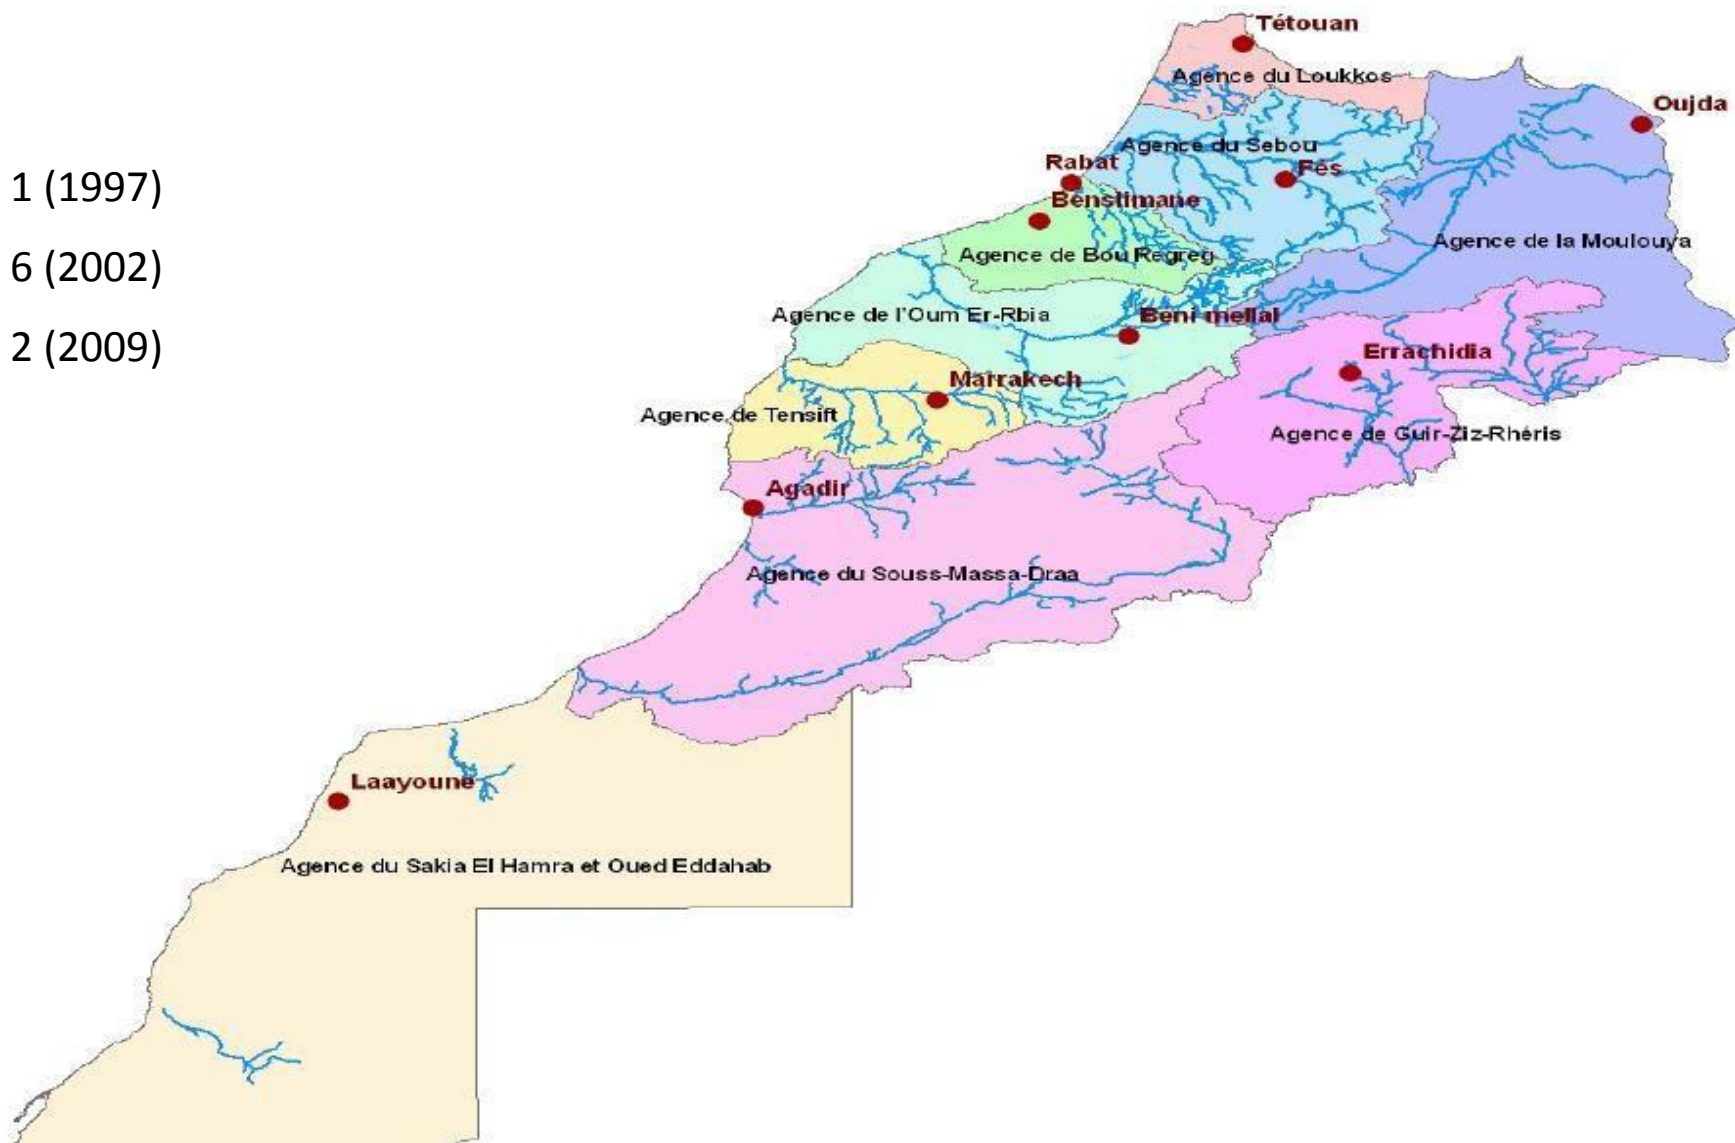 1 (1997)
6 (2002)
2 (2009)
Tétouan
Agence du Loukkos
Oujda
Agence du Sebou
Rabat
Fés
Benslimane
Agence de la Moulouya
Agence de Bou Regreg
Agence de l'Oum Er-Rbia
Béni mellal
Errachidia
Marrakech
Agence de Tensift
Agence de Guir-Ziz-Rhéris
Agadir
Agence du Souss-Massa-Draa
Laayoune
Agence du Sakia El Hamra et Oued Eddahab